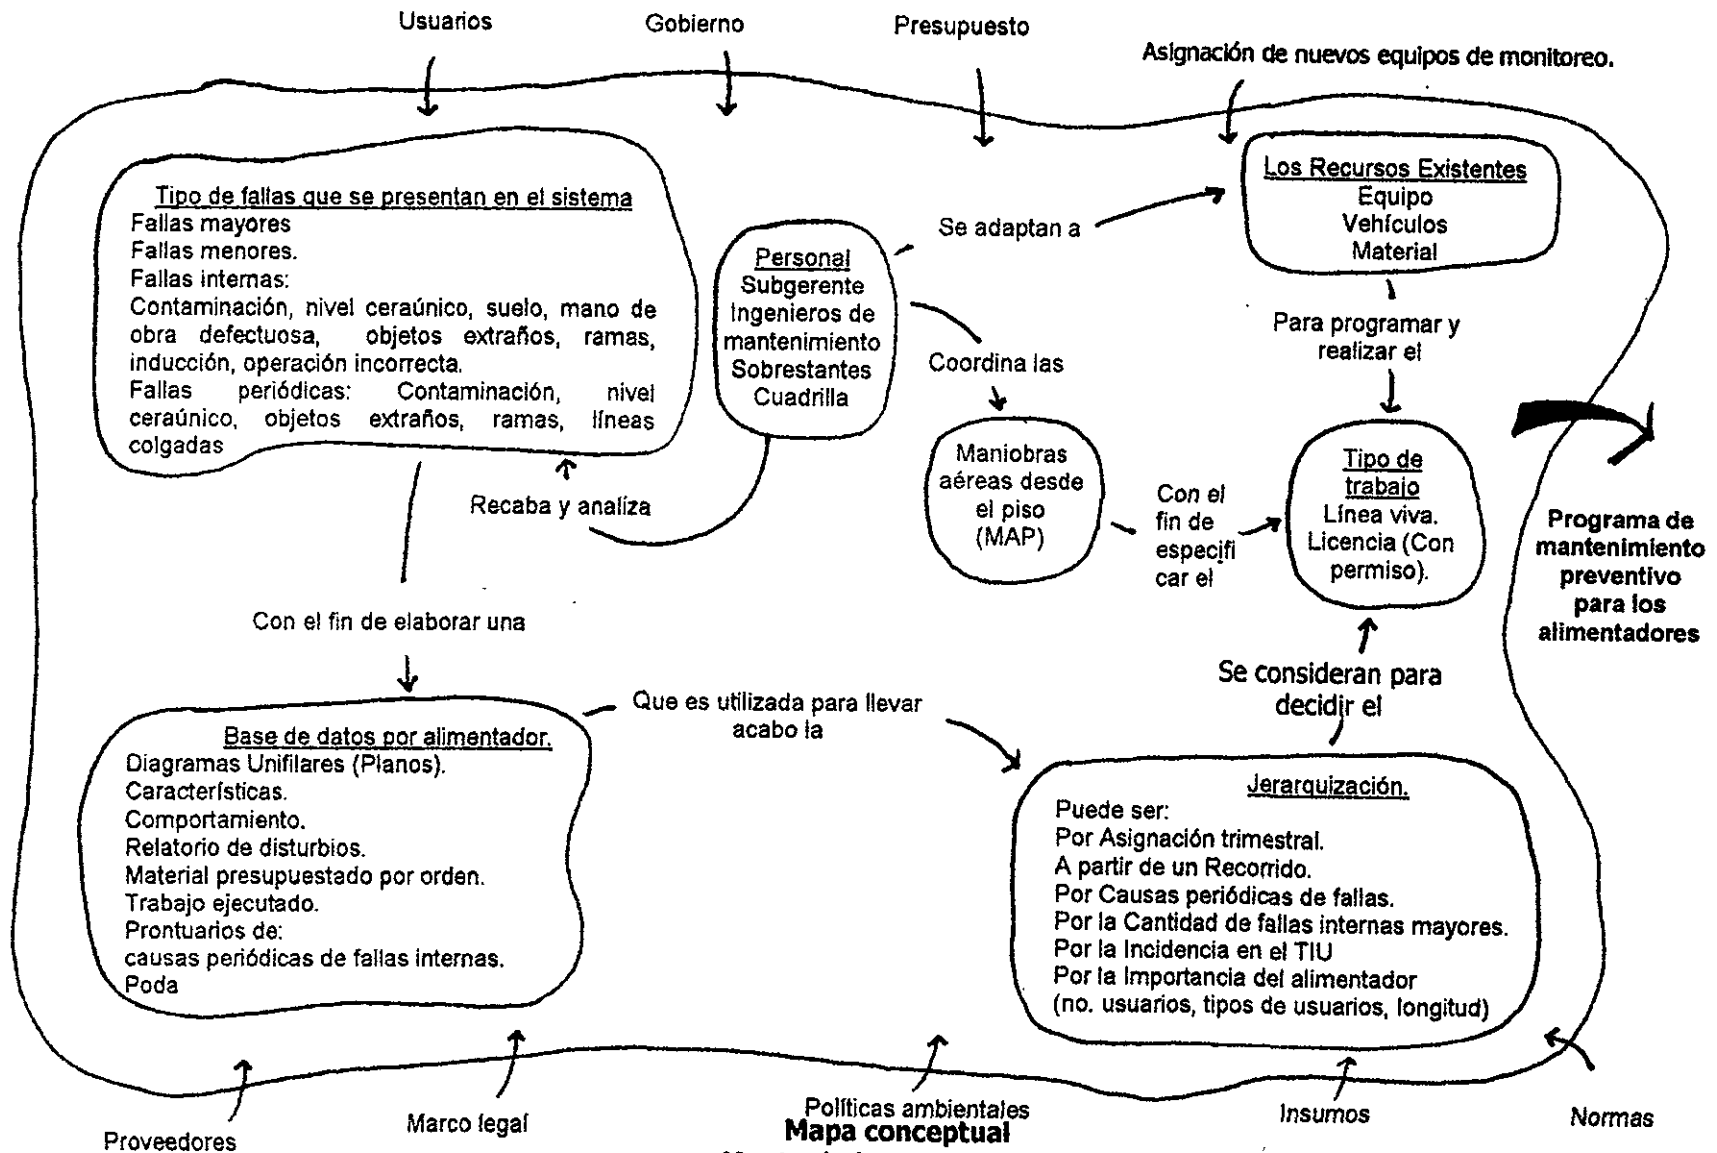 Usuarios
Gobierno
Presupuesto
Asignación de nuevos equipos de monitoreo.
Tipo de fallas que se presentan en el sistema
Fallas mayores
Fallas menores.
Fallas internas:
Contaminación, nivel ceraúnico, suelo, mano de
obra defectuosa, objetos extraños, ramas,
inducción, operación incorrecta.
Fallas periódicas: Contaminación, nivel
ceraúnico, objetos extraños, ramas, líneas
colgadas
Personal
Subgerente
Ingenieros de
mantenimiento
Sobrestantes
Cuadrilla
Se adaptan a
Los Recursos Existentes
Equipo
Vehículos
Material
Para programar y
realizar el
Coordina las
Recaba y analiza
Maniobras
aéreas desde
el piso
(MAP)
Con el
fin de
especifi
car el
Tipo de
trabajo
Línea viva.
Licencia (Con
permiso).
Programa de
mantenimiento
preventivo
para los
alimentadores
Con el fin de elaborar una
Se consideran para
decidir el
Que es utilizada para llevar
acabo la
Base de datos por alimentador.
Diagramas Unifilares (Planos).
Características.
Comportamiento.
Relatorio de disturbios.
Material presupuestado por orden.
Trabajo ejecutado.
Prontuarios de:
causas periódicas de fallas internas.
Poda
Jerarquización.
Puede ser:
Por Asignación trimestral.
A partir de un Recorrido.
Por Causas periódicas de fallas.
Por la Cantidad de fallas internas mayores.
Por la Incidencia en el TIU
Por la Importancia del alimentador
(no. usuarios, tipos de usuarios, longitud)
Proveedores
Marco legal
Políticas ambientales
Insumos
Normas
Mapa conceptual